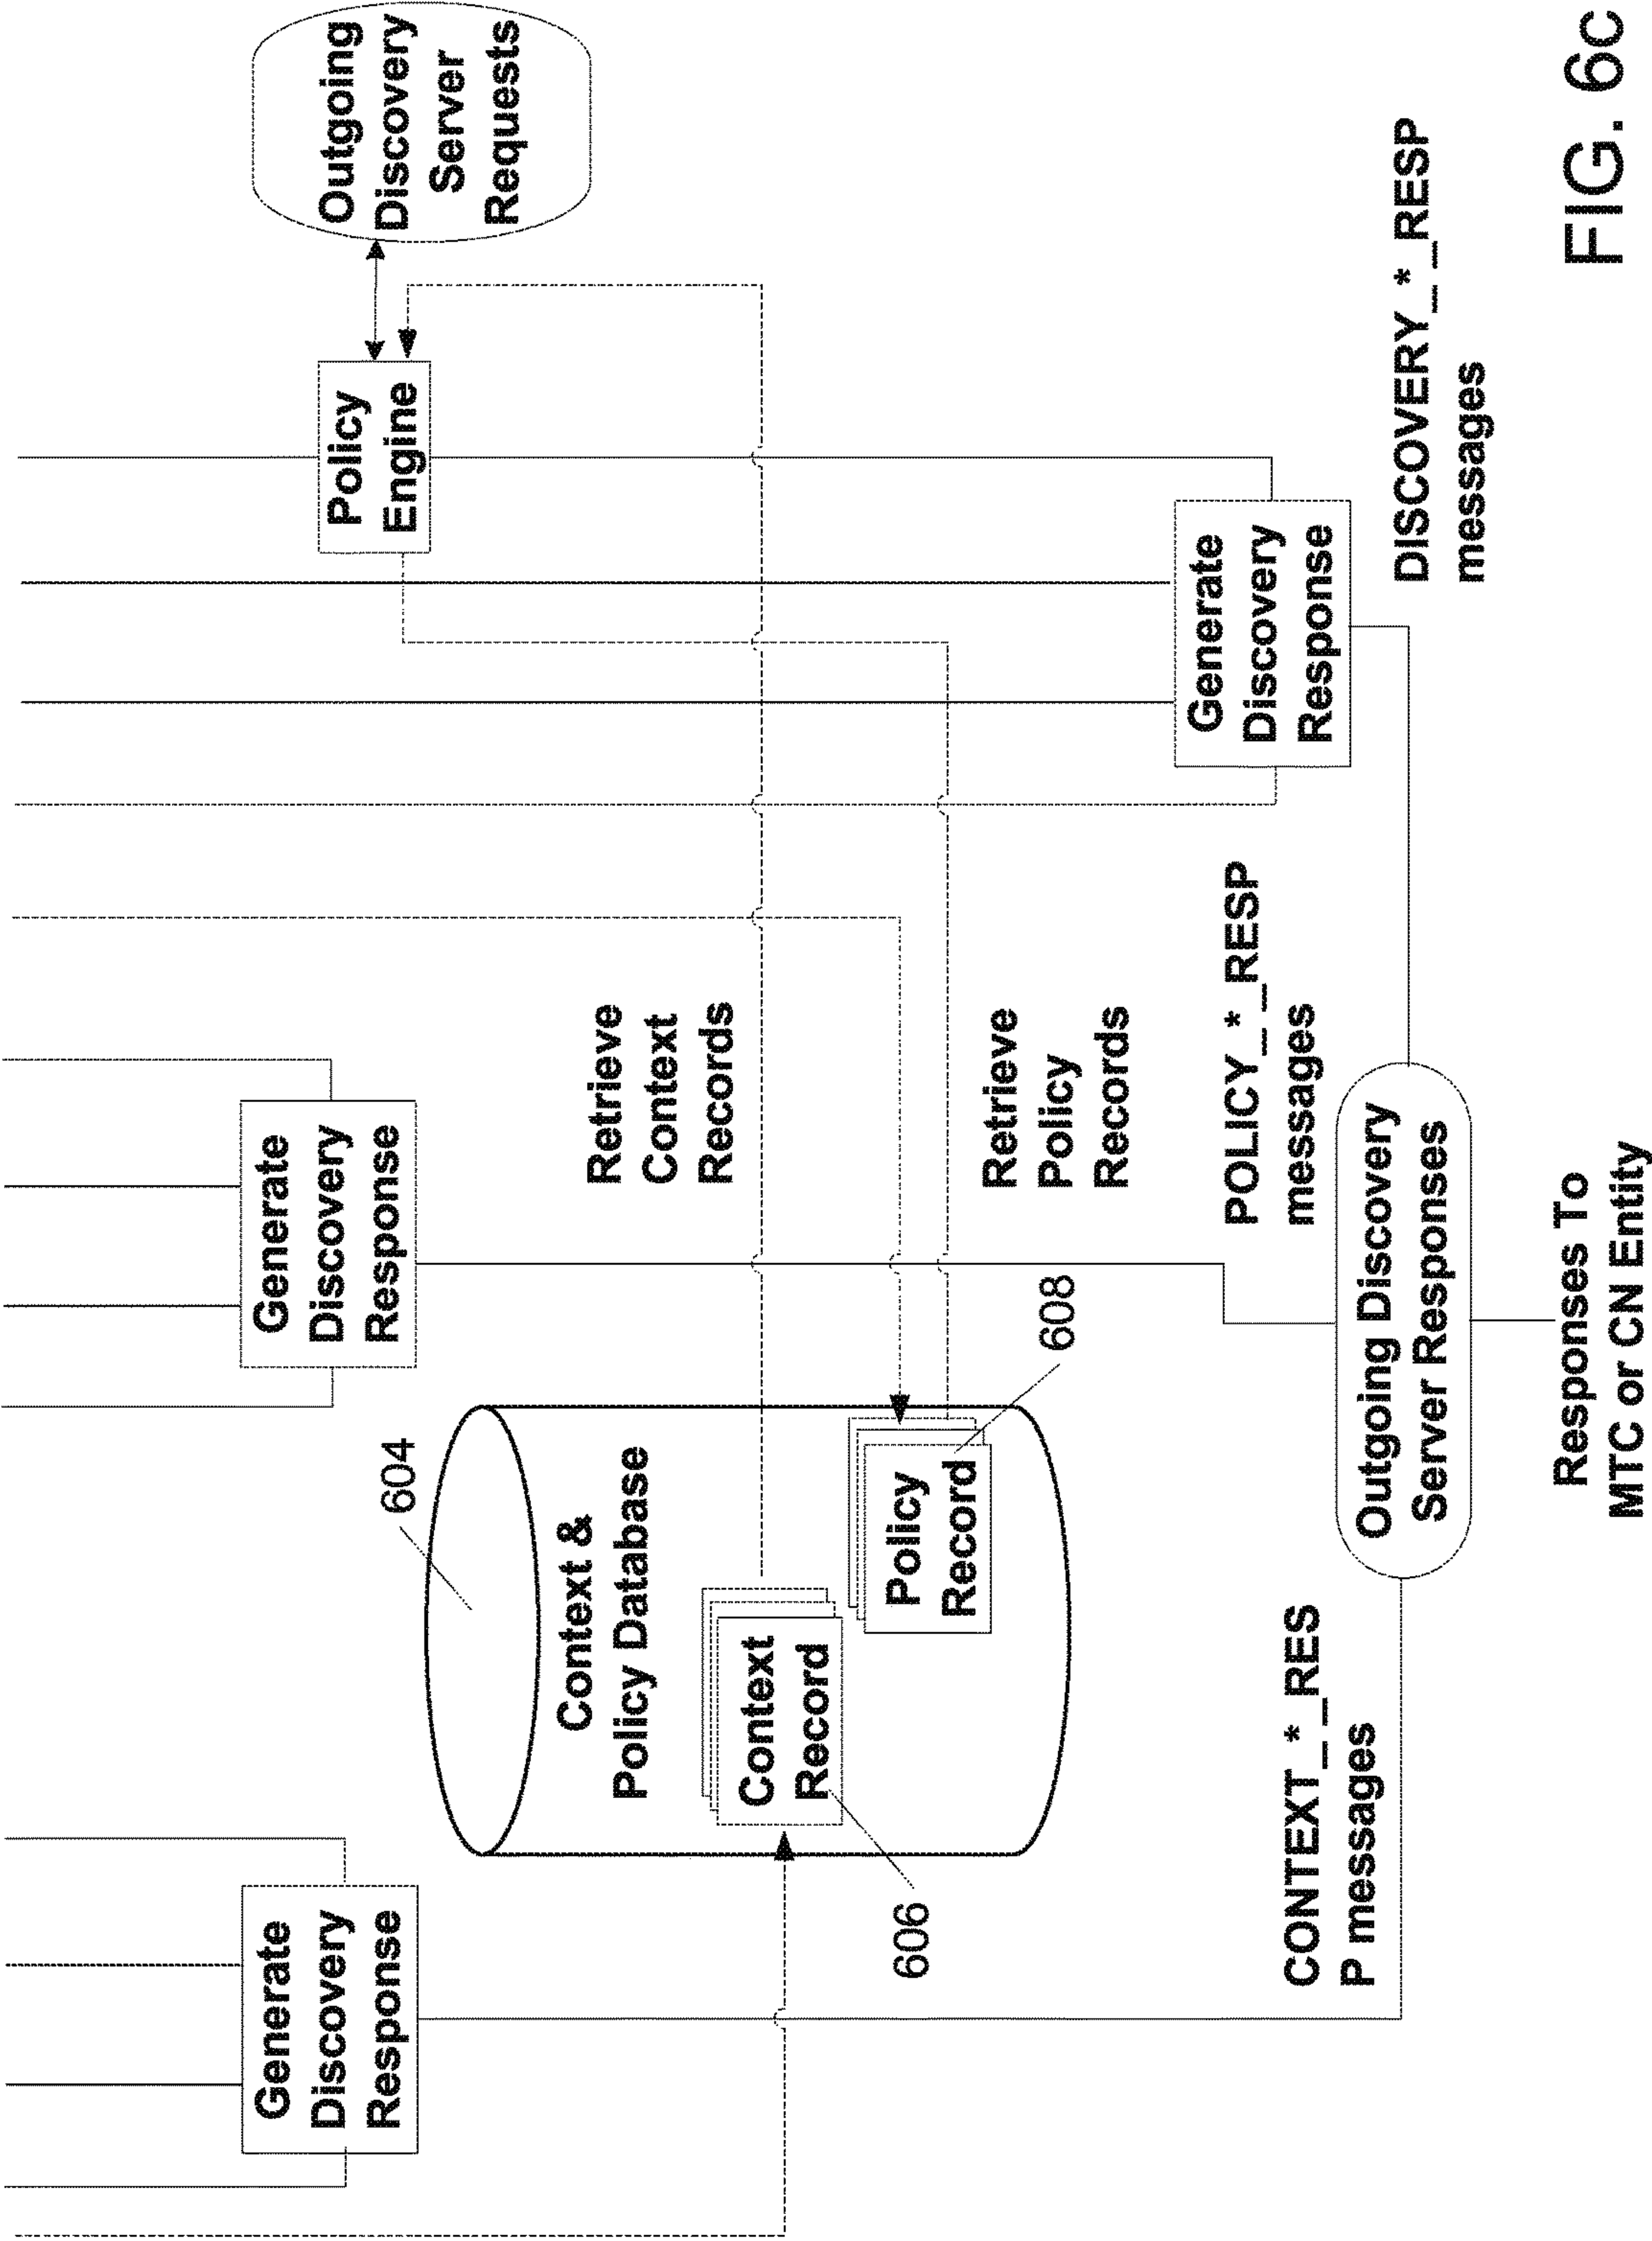 Generate
Discovery
Response
Generate
Discovery
Response
Policy
Engine
Outgoing
Discovery
Server
Requests
604
Context &
Policy Database
Context
Record
606
Policy
Record
608
Retrieve
Context
Records
Retrieve
Policy
Records
Generate
Discovery
Response
CONTEXT_*_RES
P messages
POLICY_*_RESP
messages
DISCOVERY_*_RESP
messages
Outgoing Discovery
Server Responses
Responses To
MTC or CN Entity
FIG. 6c